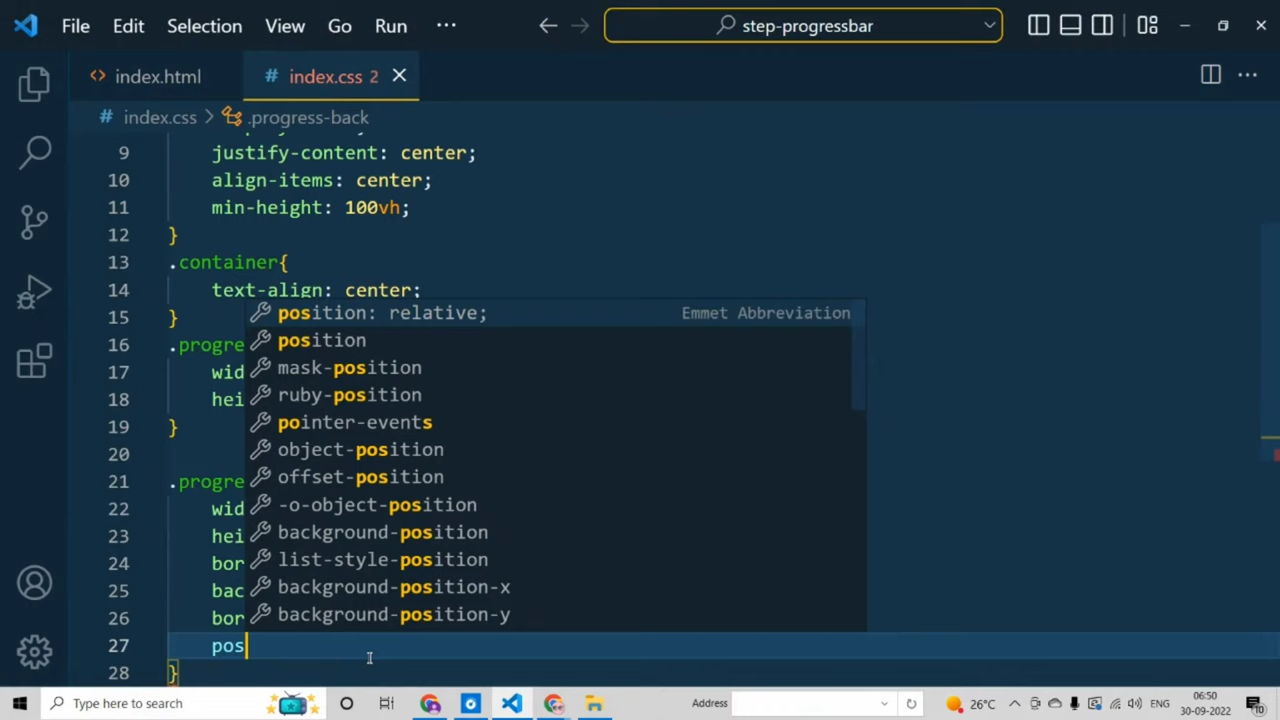 File Edit Selection View Go Run ··· step-progressbar
index.html index.css 2
index.css > .progress-back
9 justify-content: center;
10 align-items: center;
11 min-height: 100vh;
12 }
13 .container{
14 text-align: center;
15 }
16 .progre
17 wid
18 hei
19 }
20
21 .progre
22 wid
23 hei
24 bor
25 bac
26 bor
27 pos
28 }
position: relative; Emmet Abbreviation
position
mask-position
ruby-position
pointer-events
object-position
offset-position
-o-object-position
background-position
list-style-position
background-position-x
background-position-y
Type here to search Address 26°C ENG 06:50
30-09-2022 10